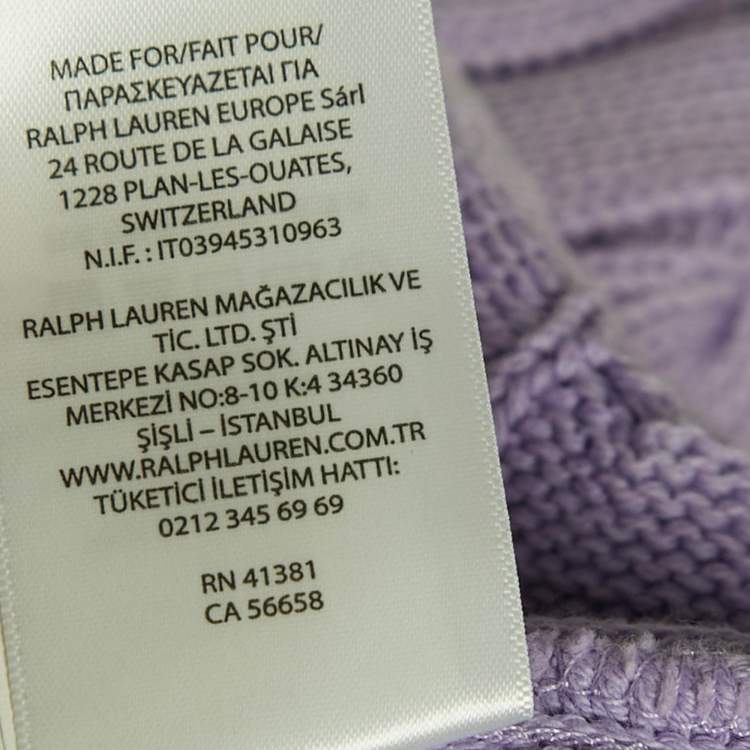 MADE FOR/FAIT POUR/
ΠΑΡΑΣΚΕΥΑΖΕΤΑΙ ΓΙΑ
RALPH LAUREN EUROPE Sárl
24 ROUTE DE LA GALAISE
1228 PLAN-LES-OUATES,
SWITZERLAND
N.I.F. : IT03945310963
RALPH LAUREN MAĞAZACILIK VE
TİC. LTD. ŞTİ
ESENTEPE KASAP SOK. ALTINAY İŞ
MERKEZİ NO:8-10 K:4 34360
ŞİŞLİ – İSTANBUL
WWW.RALPHLAUREN.COM.TR
TÜKETİCİ İLETİŞİM HATTI:
0212 345 69 69
RN 41381
CA 56658